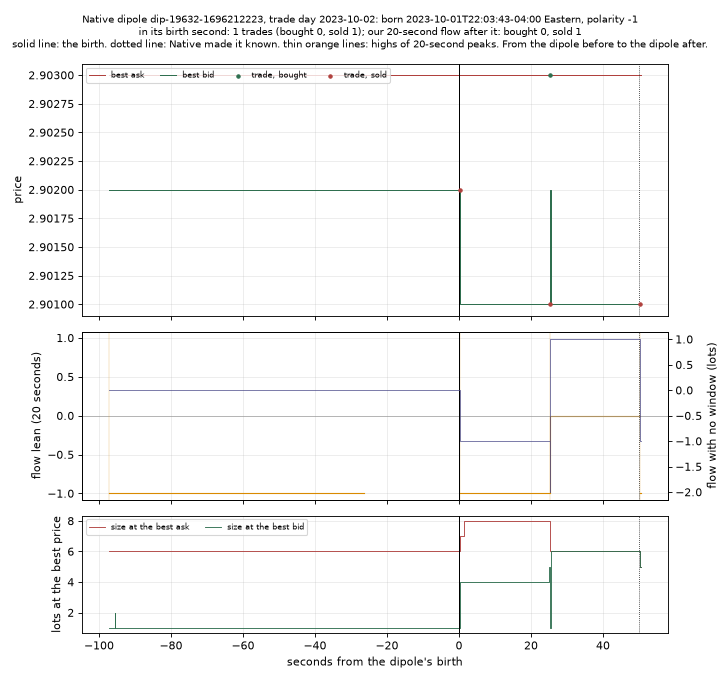 Native dipole dip-19632-1696212223, trade day 2023-10-02: born 2023-10-01T22:03:43-04:00 Eastern, polarity -1
in its birth second: 1 trades (bought 0, sold 1); our 20-second flow after it: bought 0, sold 1
solid line: the birth. dotted line: Native made it known. thin orange lines: highs of 20-second peaks. From the dipole before to the dipole after.
best ask
best bid
trade, bought
trade, sold
2.90300
2.90275
2.90250
2.90225
2.90200
2.90175
2.90150
2.90125
2.90100
price
1.0
0.5
0.0
−0.5
−1.0
flow lean (20 seconds)
1.0
0.5
0.0
−0.5
−1.0
−1.5
−2.0
flow with no window (lots)
size at the best ask
size at the best bid
8
6
4
2
lots at the best price
−100
−80
−60
−40
−20
0
20
40
seconds from the dipole's birth